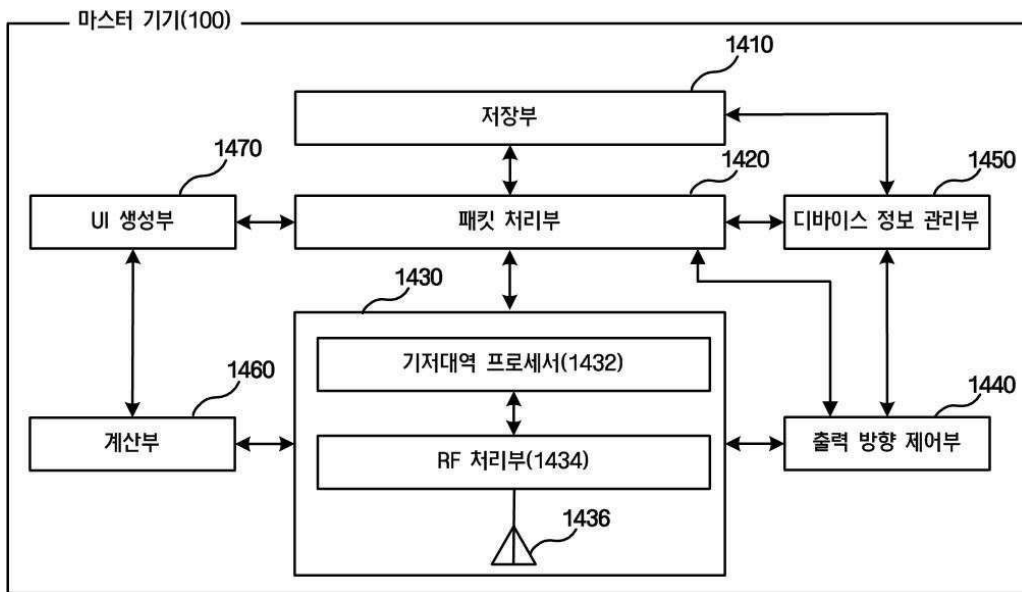 마스터 기기(100)
1410
저장부
1470
1420
1450
UI 생성부
패킷 처리부
디바이스 정보 관리부
1430
기저대역 프로세서(1432)
1460
1440
계산부
RF 처리부(1434)
출력 방향 제어부
1436